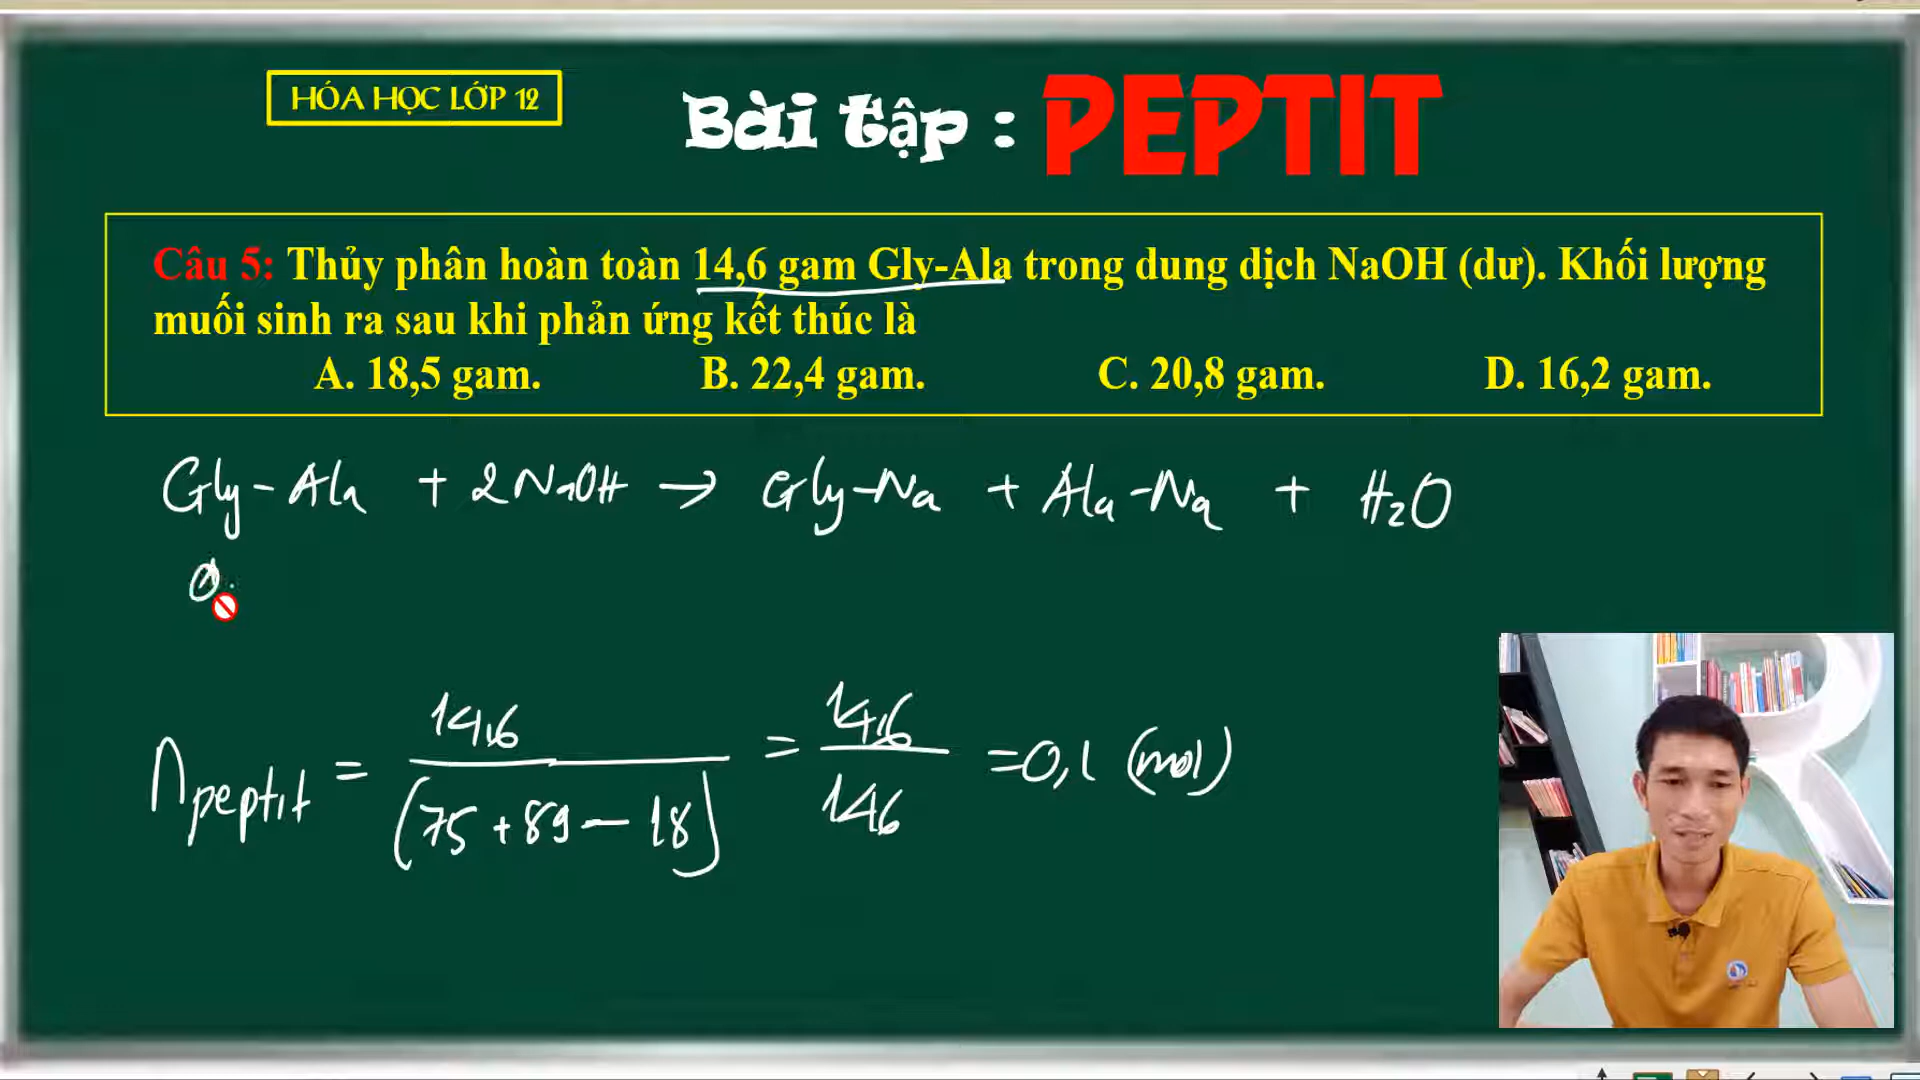 HÓA HỌC LỚP 12
Bài tập : PEPTIT
Câu 5: Thủy phân hoàn toàn 14,6 gam Gly-Ala trong dung dịch NaOH (dư). Khối lượng
muối sinh ra sau khi phản ứng kết thúc là
A. 18,5 gam. B. 22,4 gam. C. 20,8 gam. D. 16,2 gam.
Gly-Ala + 2NaOH → Gly-Na + Ala-Na + H₂O
0,
n peptit = 14,6 / (75 + 89 - 18) = 14,6 / 146 = 0,1 (mol)